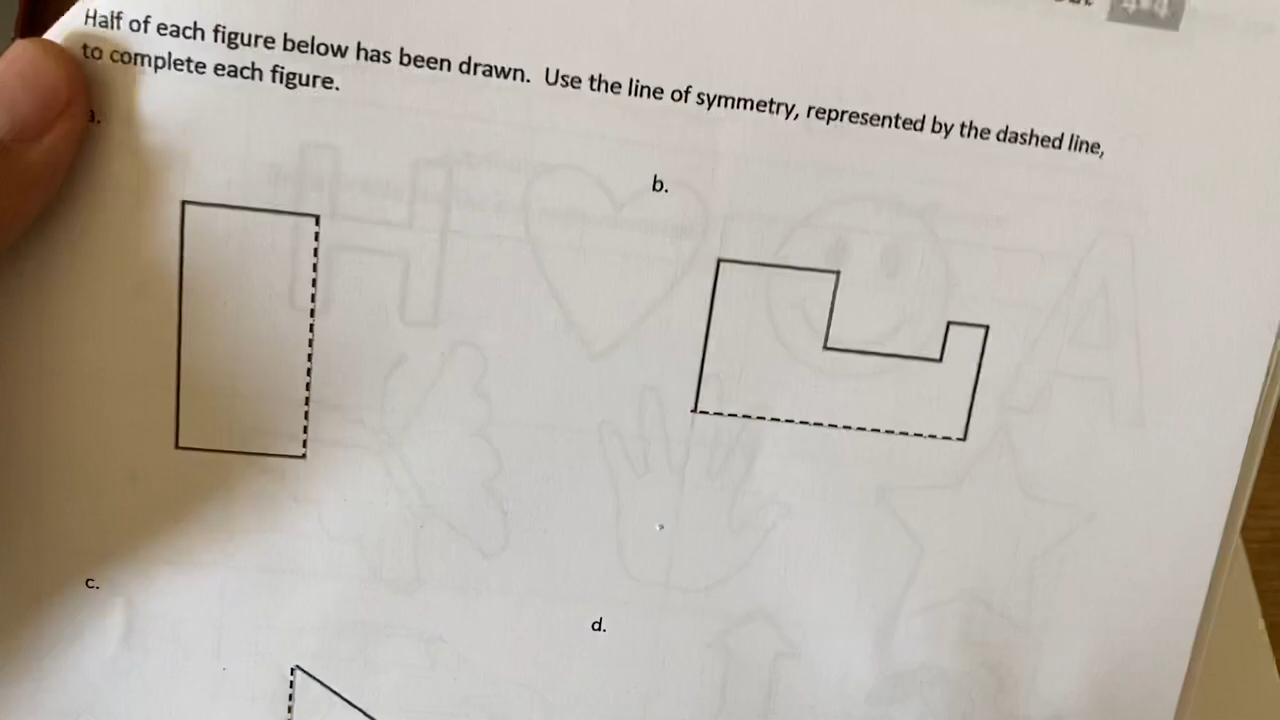 Half of each figure below has been drawn. Use the line of symmetry, represented by the dashed line,
to complete each figure.
a.
b.
c.
d.